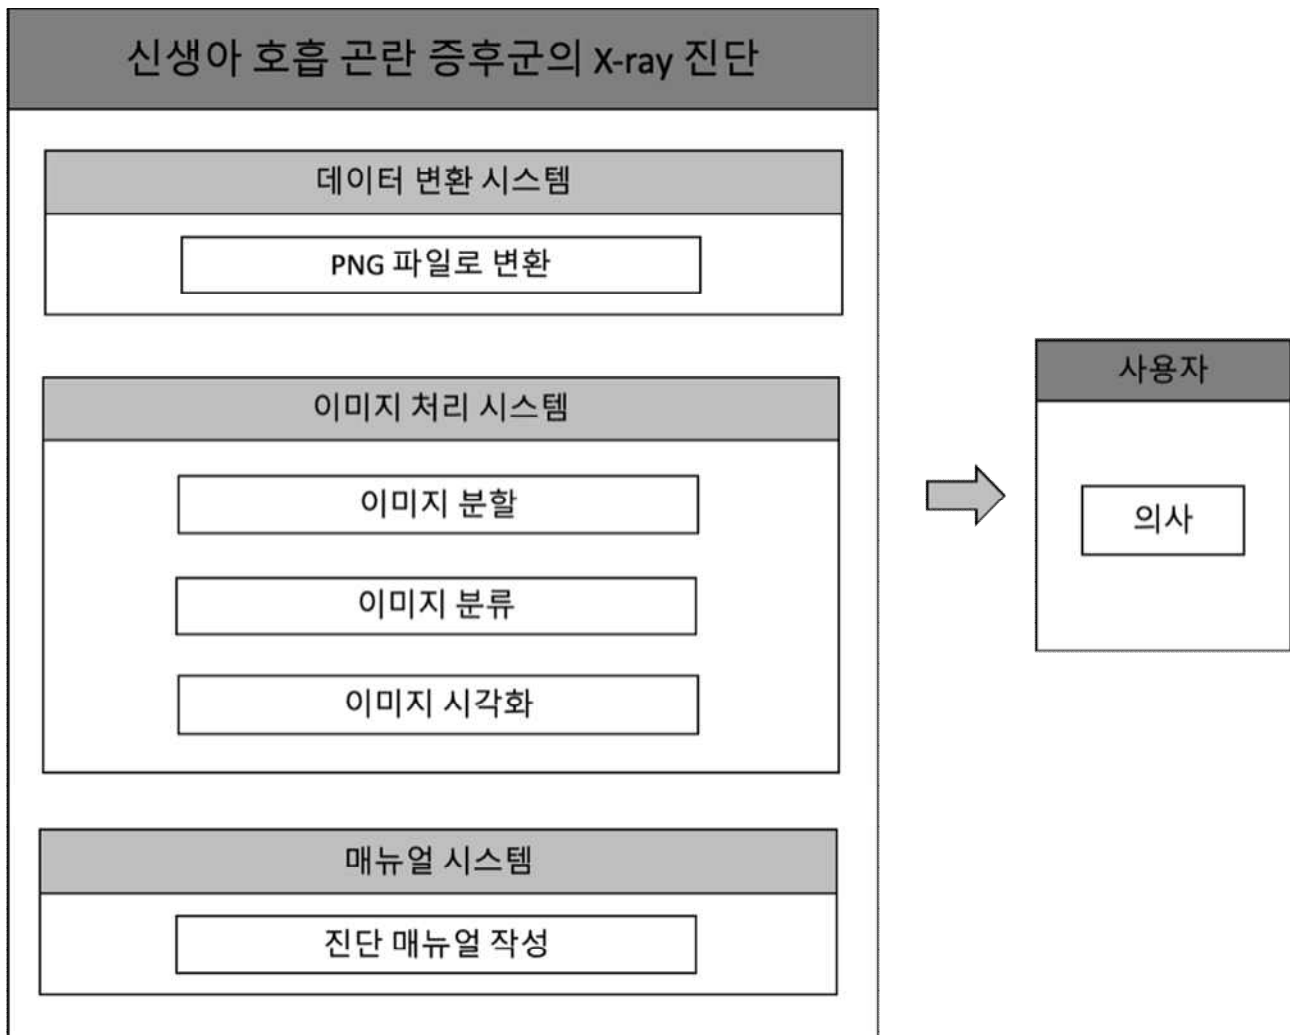 신생아 호흡 곤란 증후군의 X-ray 진단
데이터 변환 시스템
PNG 파일로 변환
이미지 처리 시스템
이미지 분할
이미지 분류
이미지 시각화
매뉴얼 시스템
진단 매뉴얼 작성
사용자
의사